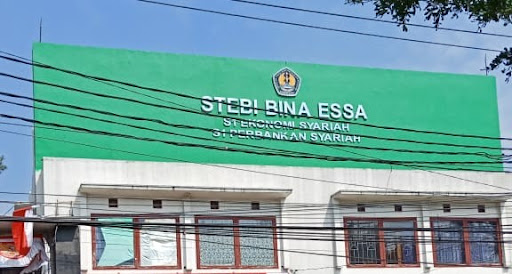 STEBI BINA ESSA
S1 EKONOMI SYARIAH
S1 PERBANKAN SYARIAH